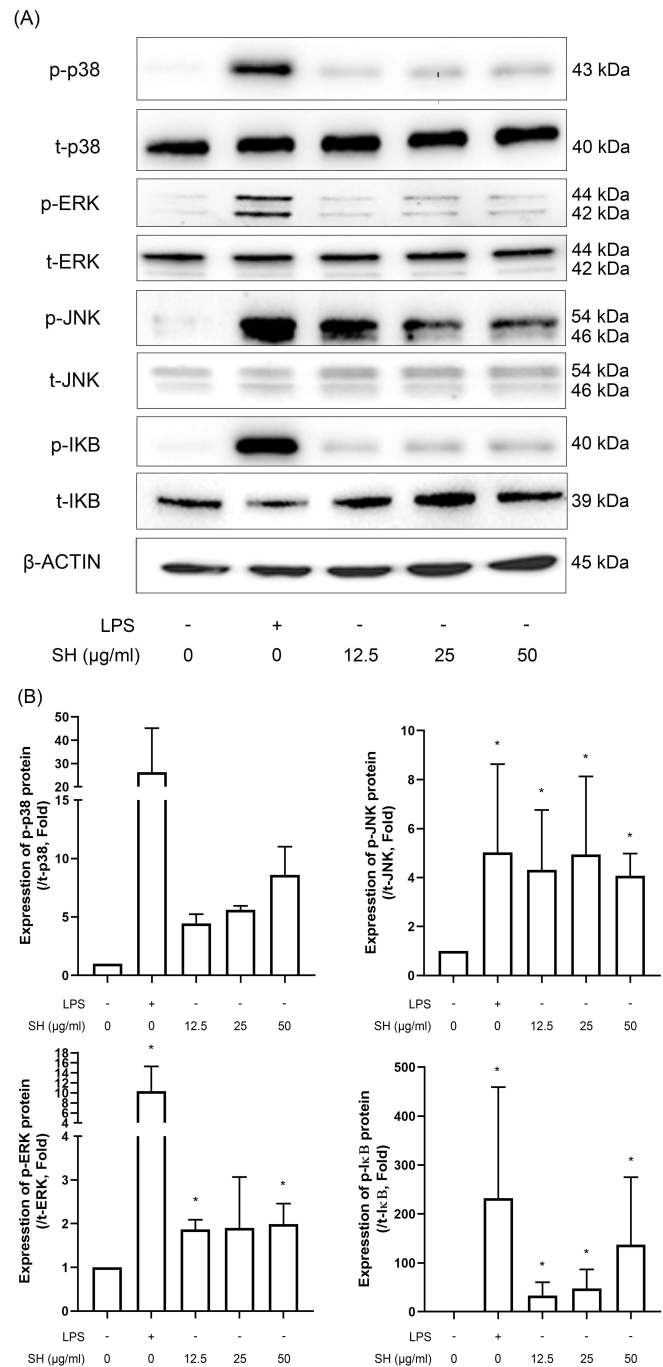 (A)
p-p38 43 kDa
t-p38 40 kDa
p-ERK 44 kDa
42 kDa
t-ERK 44 kDa
42 kDa
p-JNK 54 kDa
46 kDa
t-JNK 54 kDa
46 kDa
p-IKB 40 kDa
t-IKB 39 kDa
β-ACTIN 45 kDa
LPS - + - - -
SH (μg/ml) 0 0 12.5 25 50
(B)
Expresstion of p-p38 protein
(/t-p38, Fold)
50
40
30
20
15
10
5
0
LPS - + - - -
SH (μg/ml) 0 0 12.5 25 50
Expresstion of p-JNK protein
(/t-JNK, Fold)
10
8
6
4
2
0
* * * *
LPS - + - - -
SH (μg/ml) 0 0 12.5 25 50
Expresstion of p-ERK protein
(/t-ERK, Fold)
18
16
14
12
10
8
6
4
4
3
2
1
0
* * *
LPS - + - - -
SH (μg/ml) 0 0 12.5 25 50
Expresstion of p-IκB protein
(/t-IκB, Fold)
500
400
300
200
100
0
* * * *
LPS - + - - -
SH (μg/ml) 0 0 12.5 25 50